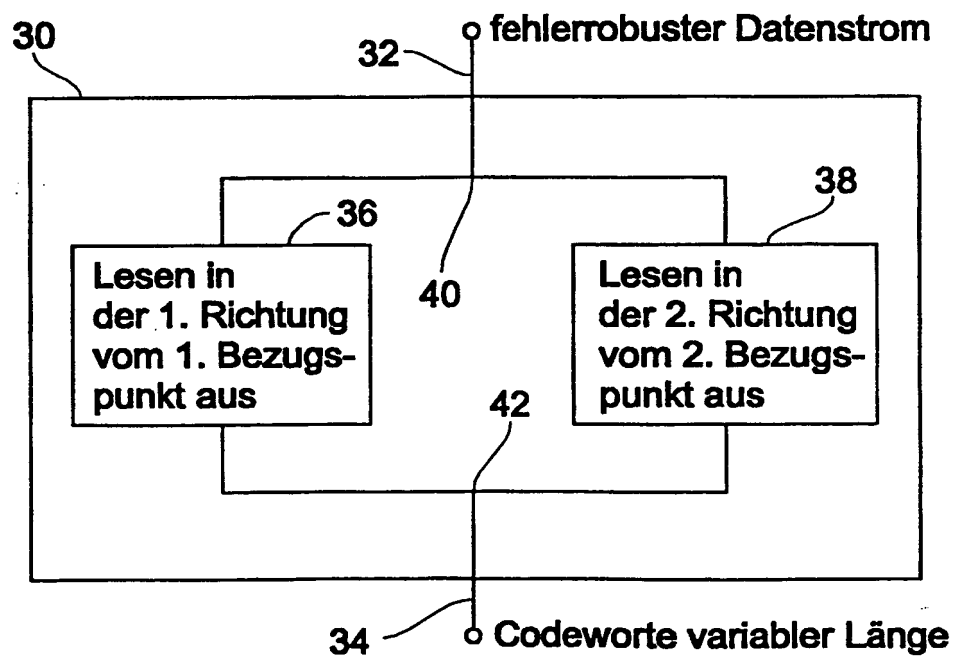 30
32
fehlerrobuster Datenstrom
36
38
Lesen in
der 1. Richtung
vom 1. Bezugs-
punkt aus
40
Lesen in
der 2. Richtung
vom 2. Bezugs-
punkt aus
42
34
Codeworte variabler Länge